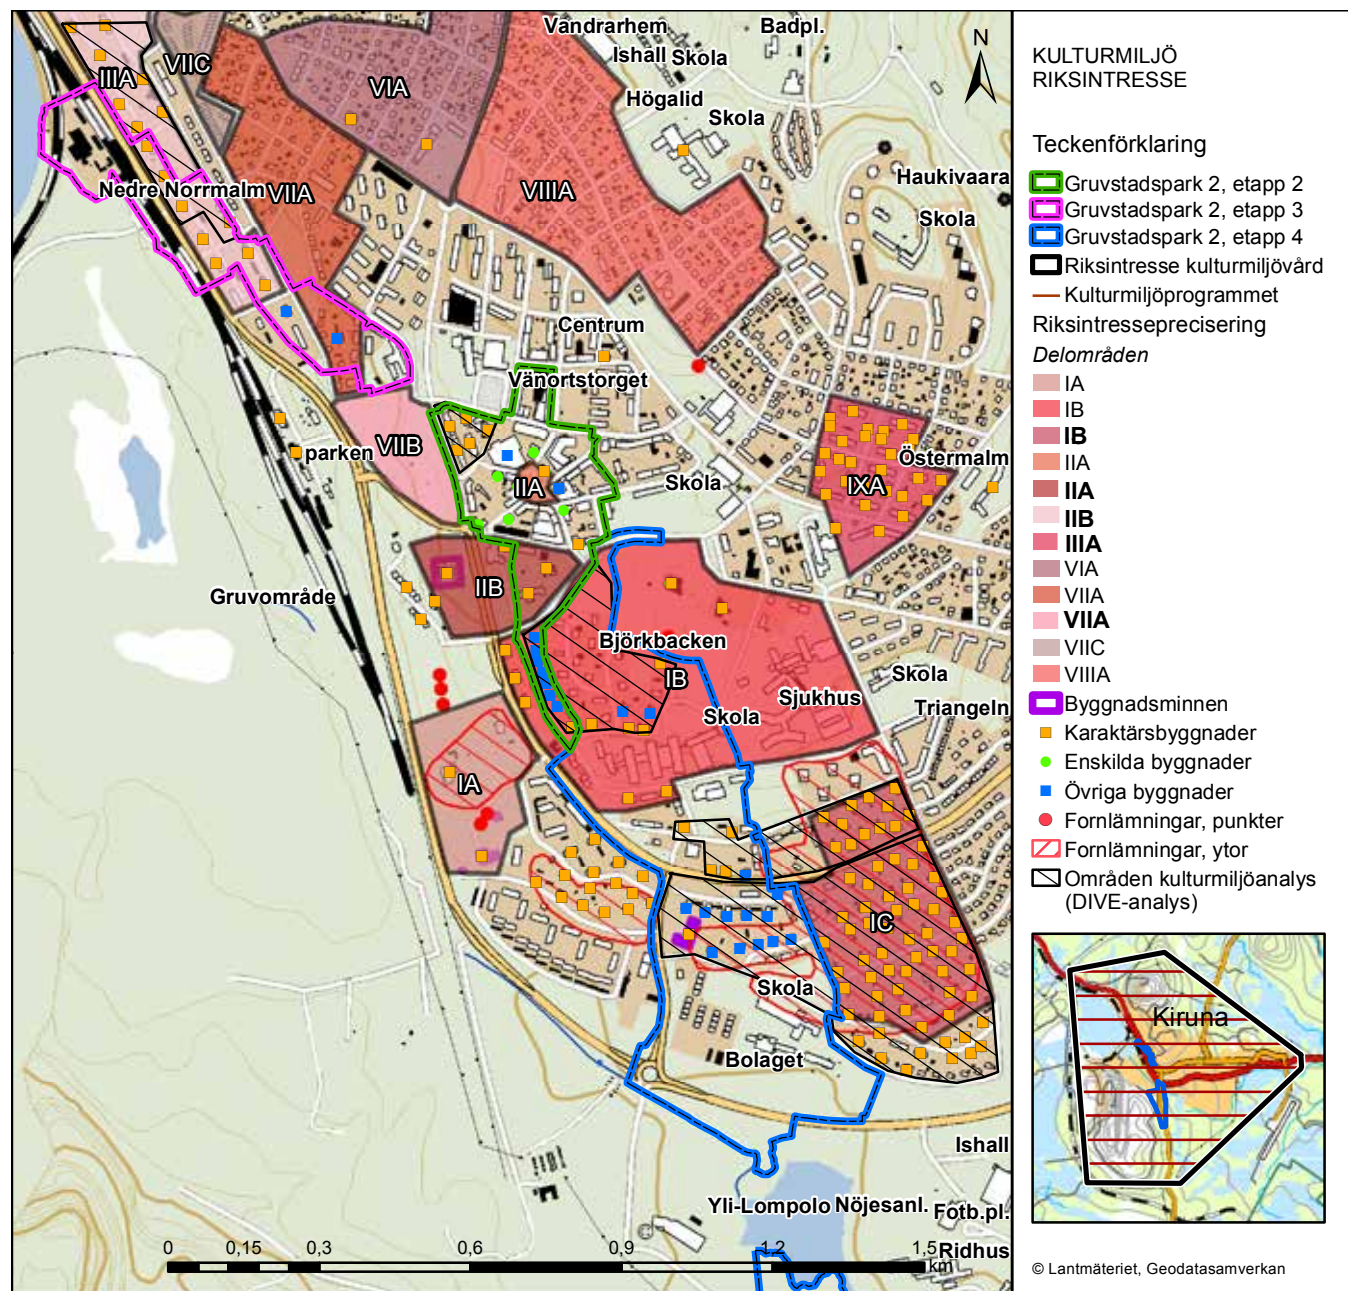 Vandrarhem
Badpl.
Ishall
Skola
N
VIIC
IIIA
VIA
Högalid
Skola
Haukivaara
Nedre Norrmalm
VIIA
VIIIA
Skola
Centrum
Vänortstorget
parken
VIIB
IIA
Skola
Östermalm
IXA
Gruvområde
IIB
Björkbacken
IB
Skola
Sjukhus
Skola
Triangeln
IA
IC
Skola
Bolaget
Ishall
Yli-Lompolo
Nöjesanl.
Fotb.pl.
Ridhus
0
0,15
0,3
0,6
0,9
1,2
1,5
km
KULTURMILJÖ
RIKSINTRESSE
Teckenförklaring
Gruvstadspark 2, etapp 2
Gruvstadspark 2, etapp 3
Gruvstadspark 2, etapp 4
Riksintresse kulturmiljövård
Kulturmiljöprogrammet
Riksintresseprecisering
Delområden
IA
IB
IB
IIA
IIA
IIB
IIIA
VIA
VIIA
VIIA
VIIC
VIIIA
Byggnadsminnen
Karaktärsbyggnader
Enskilda byggnader
Övriga byggnader
Fornlämningar, punkter
Fornlämningar, ytor
Områden kulturmiljöanalys
(DIVE-analys)
Kiruna
© Lantmäteriet, Geodatasamverkan